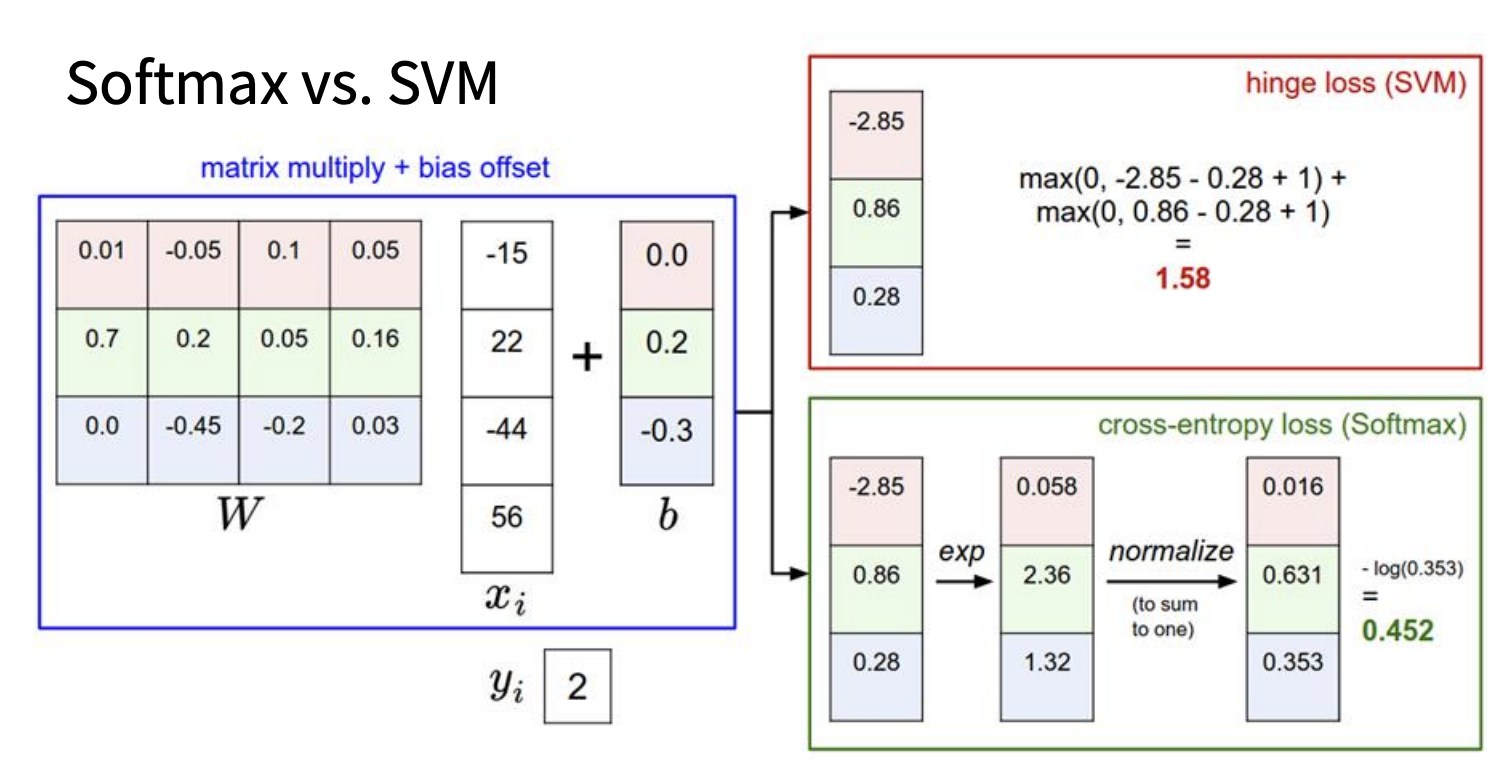 Softmax vs. SVM
matrix multiply + bias offset
0.01 -0.05 0.1 0.05
0.7 0.2 0.05 0.16
0.0 -0.45 -0.2 0.03
W
-15
22
-44
56
x_i
+
0.0
0.2
-0.3
b
y_i 2
hinge loss (SVM)
-2.85
0.86
0.28
max(0, -2.85 - 0.28 + 1) +
max(0, 0.86 - 0.28 + 1)
=
1.58
cross-entropy loss (Softmax)
-2.85
0.86
0.28
exp
0.058
2.36
1.32
normalize
(to sum
to one)
0.016
0.631
0.353
- log(0.353)
=
0.452